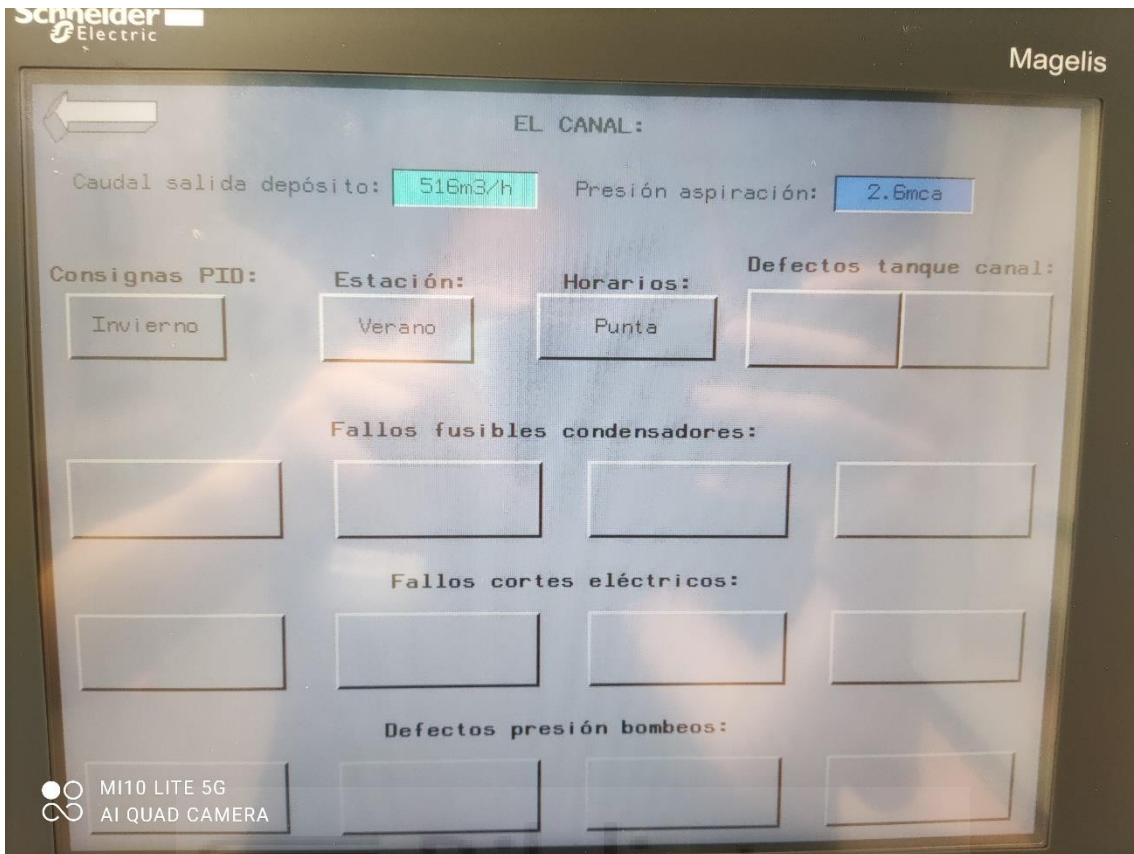 Schneider
Electric
Magelis
EL CANAL:
Caudal salida depósito: 516m3/h Presión aspiración: 2.6mca
Consignas PID: Estación: Horarios: Defectos tanque canal:
Invierno Verano Punta
Fallos fusibles condensadores:
Fallos cortes eléctricos:
Defectos presión bombeos:
MI10 LITE 5G
AI QUAD CAMERA